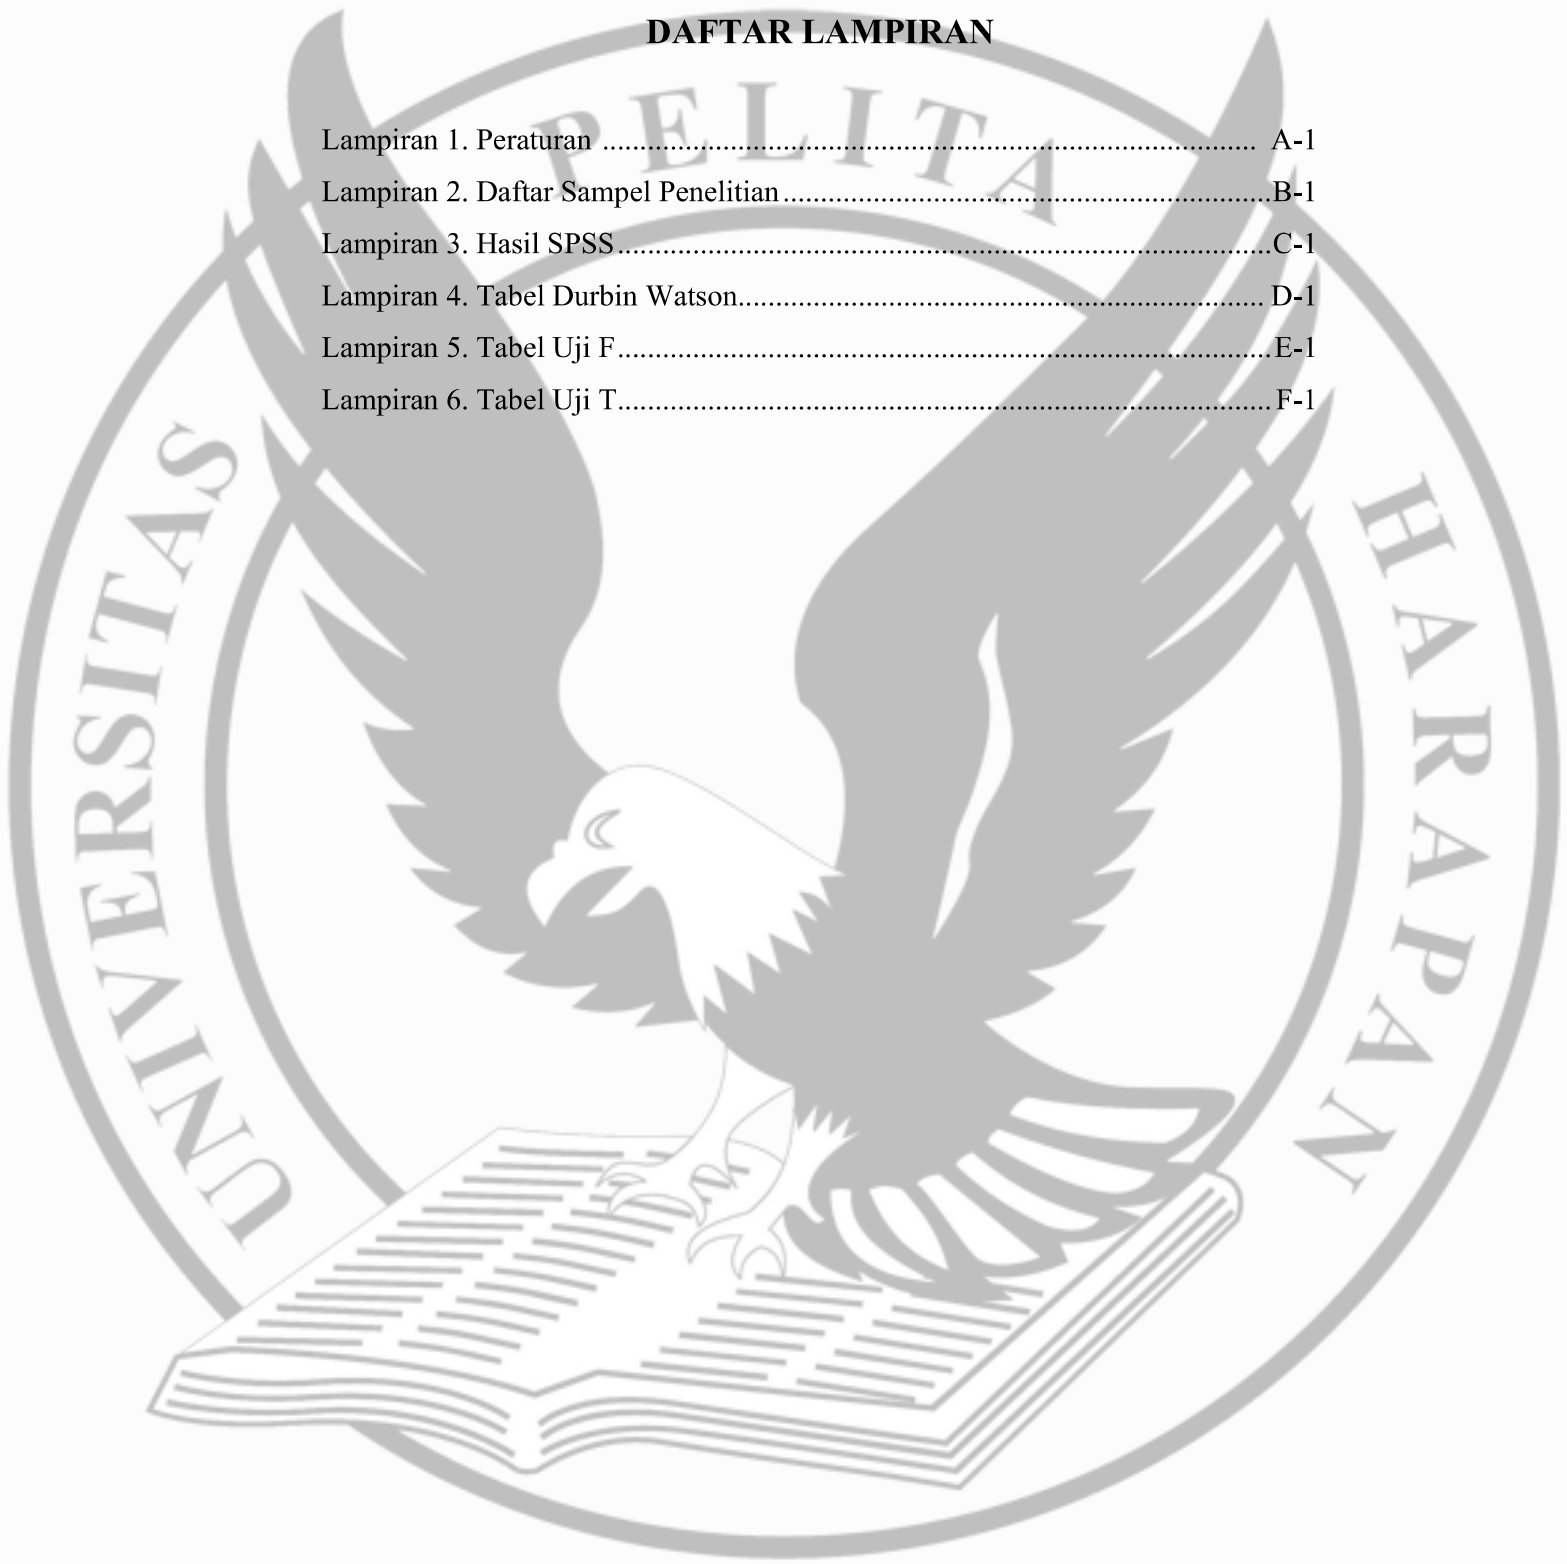 DAFTAR LAMPIRAN
Lampiran 1. Peraturan ....................................................................................... A-1
Lampiran 2. Daftar Sampel Penelitian.................................................................B-1
Lampiran 3. Hasil SPSS.......................................................................................C-1
Lampiran 4. Tabel Durbin Watson...................................................................... D-1
Lampiran 5. Tabel Uji F.......................................................................................E-1
Lampiran 6. Tabel Uji T....................................................................................... F-1
UNIVERSITAS PELITA HARAPAN